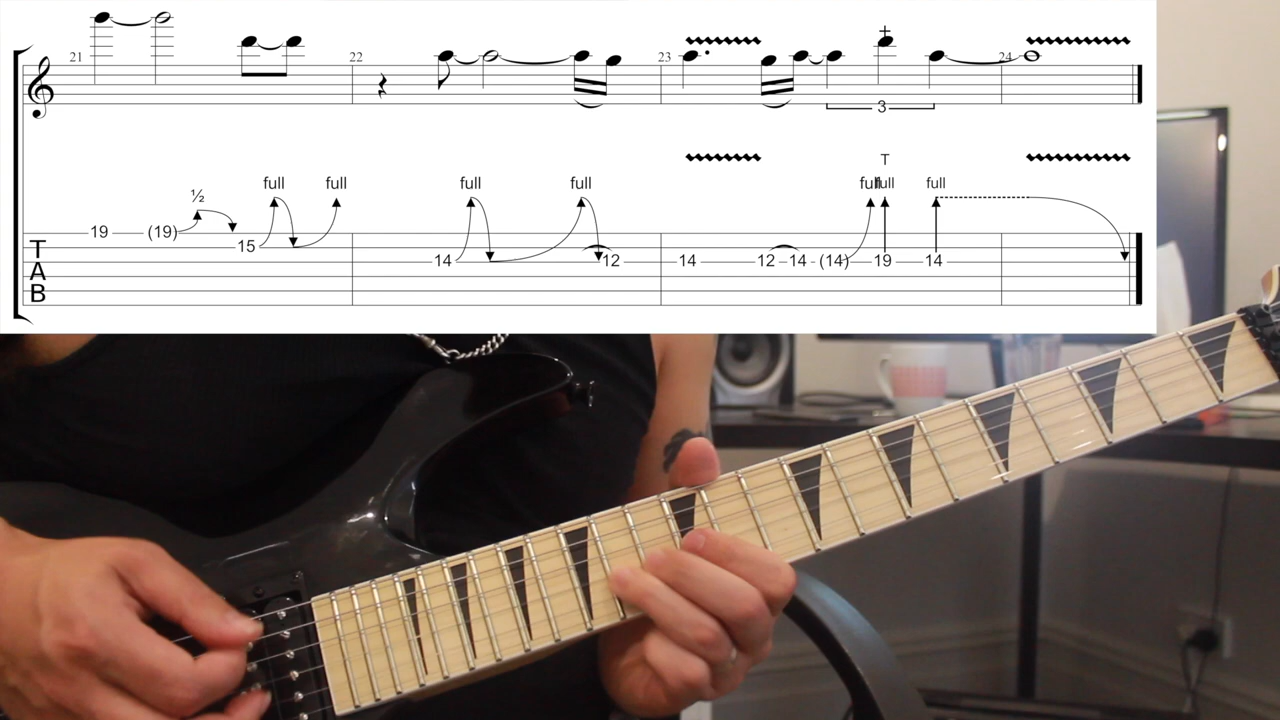 21 22 23 24
3
T
½ full full full full full full full
19 (19) 15 14 12 14 12 14 (14) 19 14
T
A
B